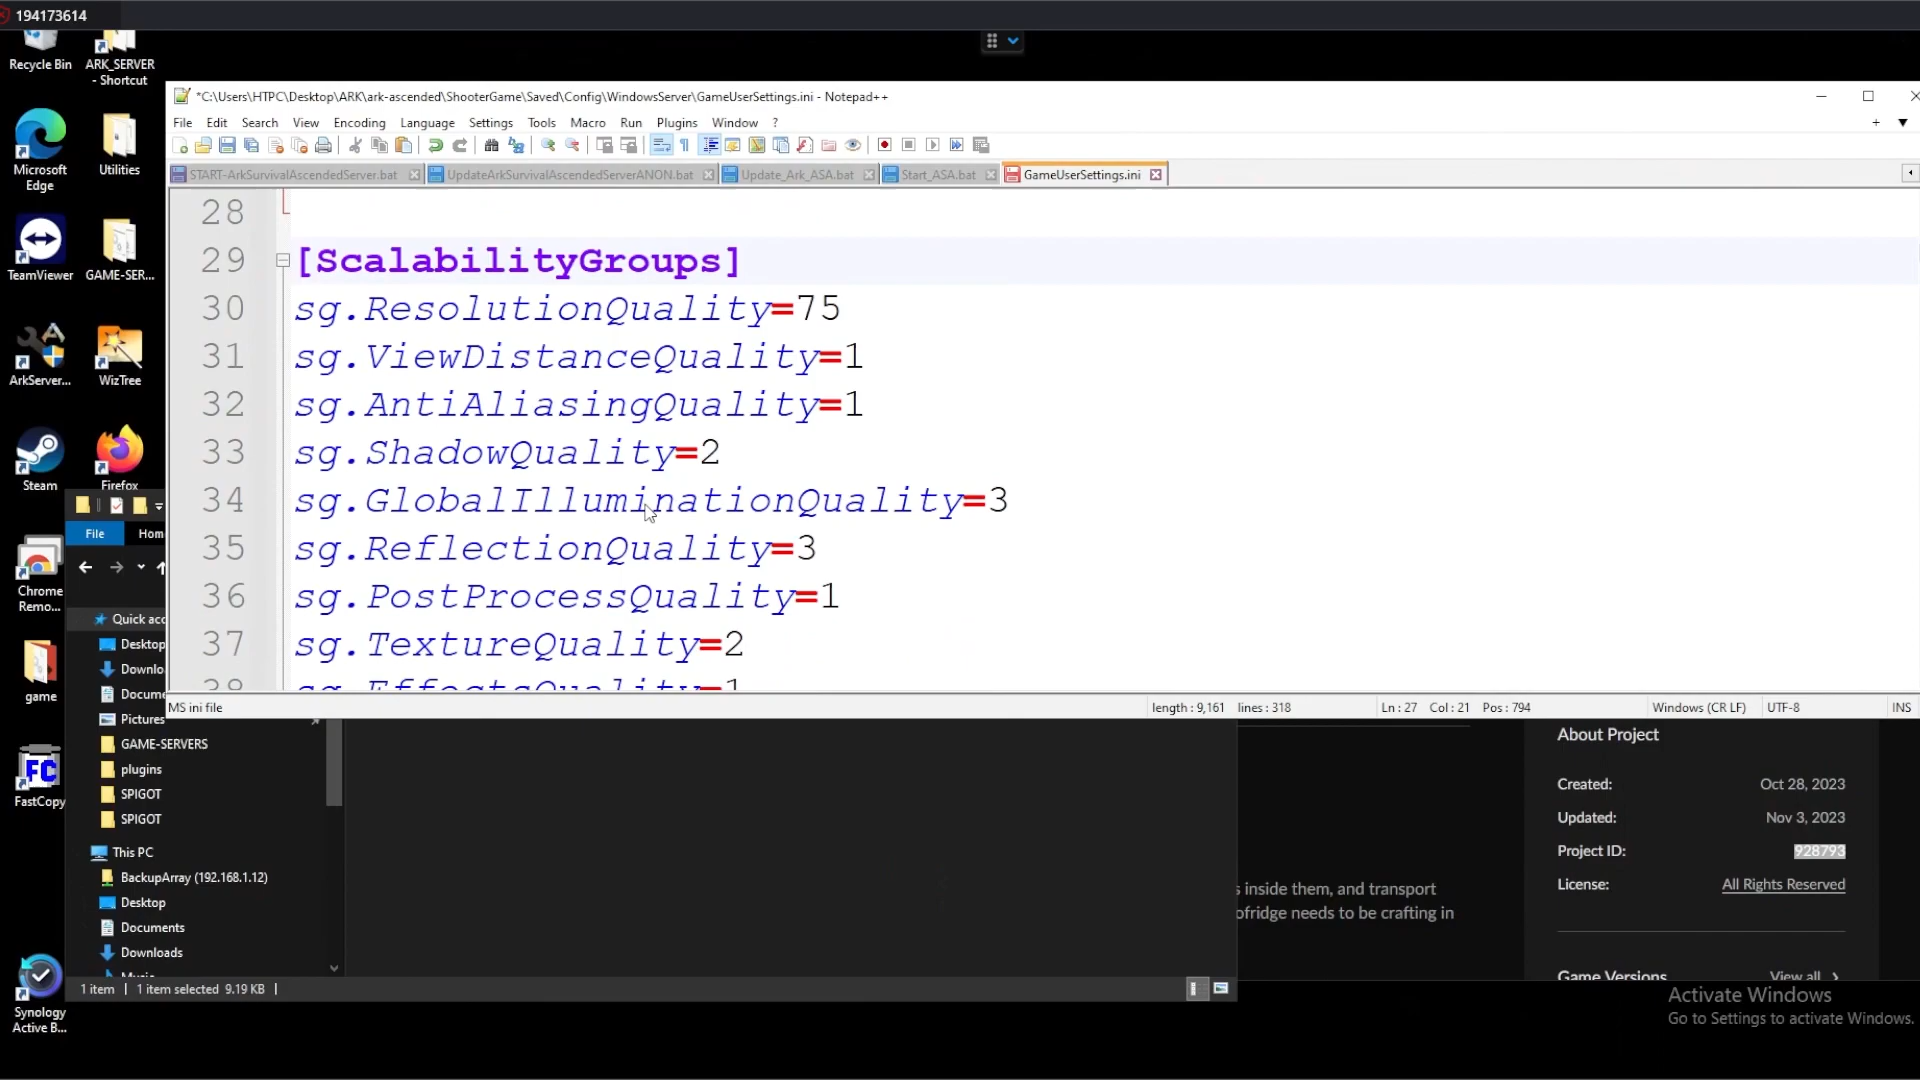 194173614
Recycle Bin
ARK_SERVER
- Shortcut
Microsoft
Edge
Utilities
TeamViewer
GAME-SER...
ArkServer...
WizTree
Steam
Firefox
Chrome
Remo...
game
FastCopy
Synology
Active B...
*C:\Users\HTPC\Desktop\ARK\ark-ascended\ShooterGame\Saved\Config\WindowsServer\GameUserSettings.ini - Notepad++
File Edit Search View Encoding Language Settings Tools Macro Run Plugins Window ?
START-ArkSurvivalAscendedServer.bat UpdateArkSurvivalAscendedServerANON.bat Update_Ark_ASA.bat Start_ASA.bat GameUserSettings.ini
28
29 [ScalabilityGroups]
30 sg.ResolutionQuality=75
31 sg.ViewDistanceQuality=1
32 sg.AntiAliasingQuality=1
33 sg.ShadowQuality=2
34 sg.GlobalIlluminationQuality=3
35 sg.ReflectionQuality=3
36 sg.PostProcessQuality=1
37 sg.TextureQuality=2
38 sg.EffectsQuality=1
MS ini file length : 9,161 lines : 318 Ln : 27 Col : 21 Pos : 794 Windows (CR LF) UTF-8 INS
File Hom
Quick acc
Desktop
Downlo
Docume
Pictures
GAME-SERVERS
plugins
SPIGOT
SPIGOT
This PC
BackupArray (192.168.1.12)
Desktop
Documents
Downloads
Music
1 item 1 item selected 9.19 KB
About Project
Created: Oct 28, 2023
Updated: Nov 3, 2023
Project ID: 928793
License: All Rights Reserved
s inside them, and transport
ofridge needs to be crafting in
Game Versions View all
Activate Windows
Go to Settings to activate Windows.